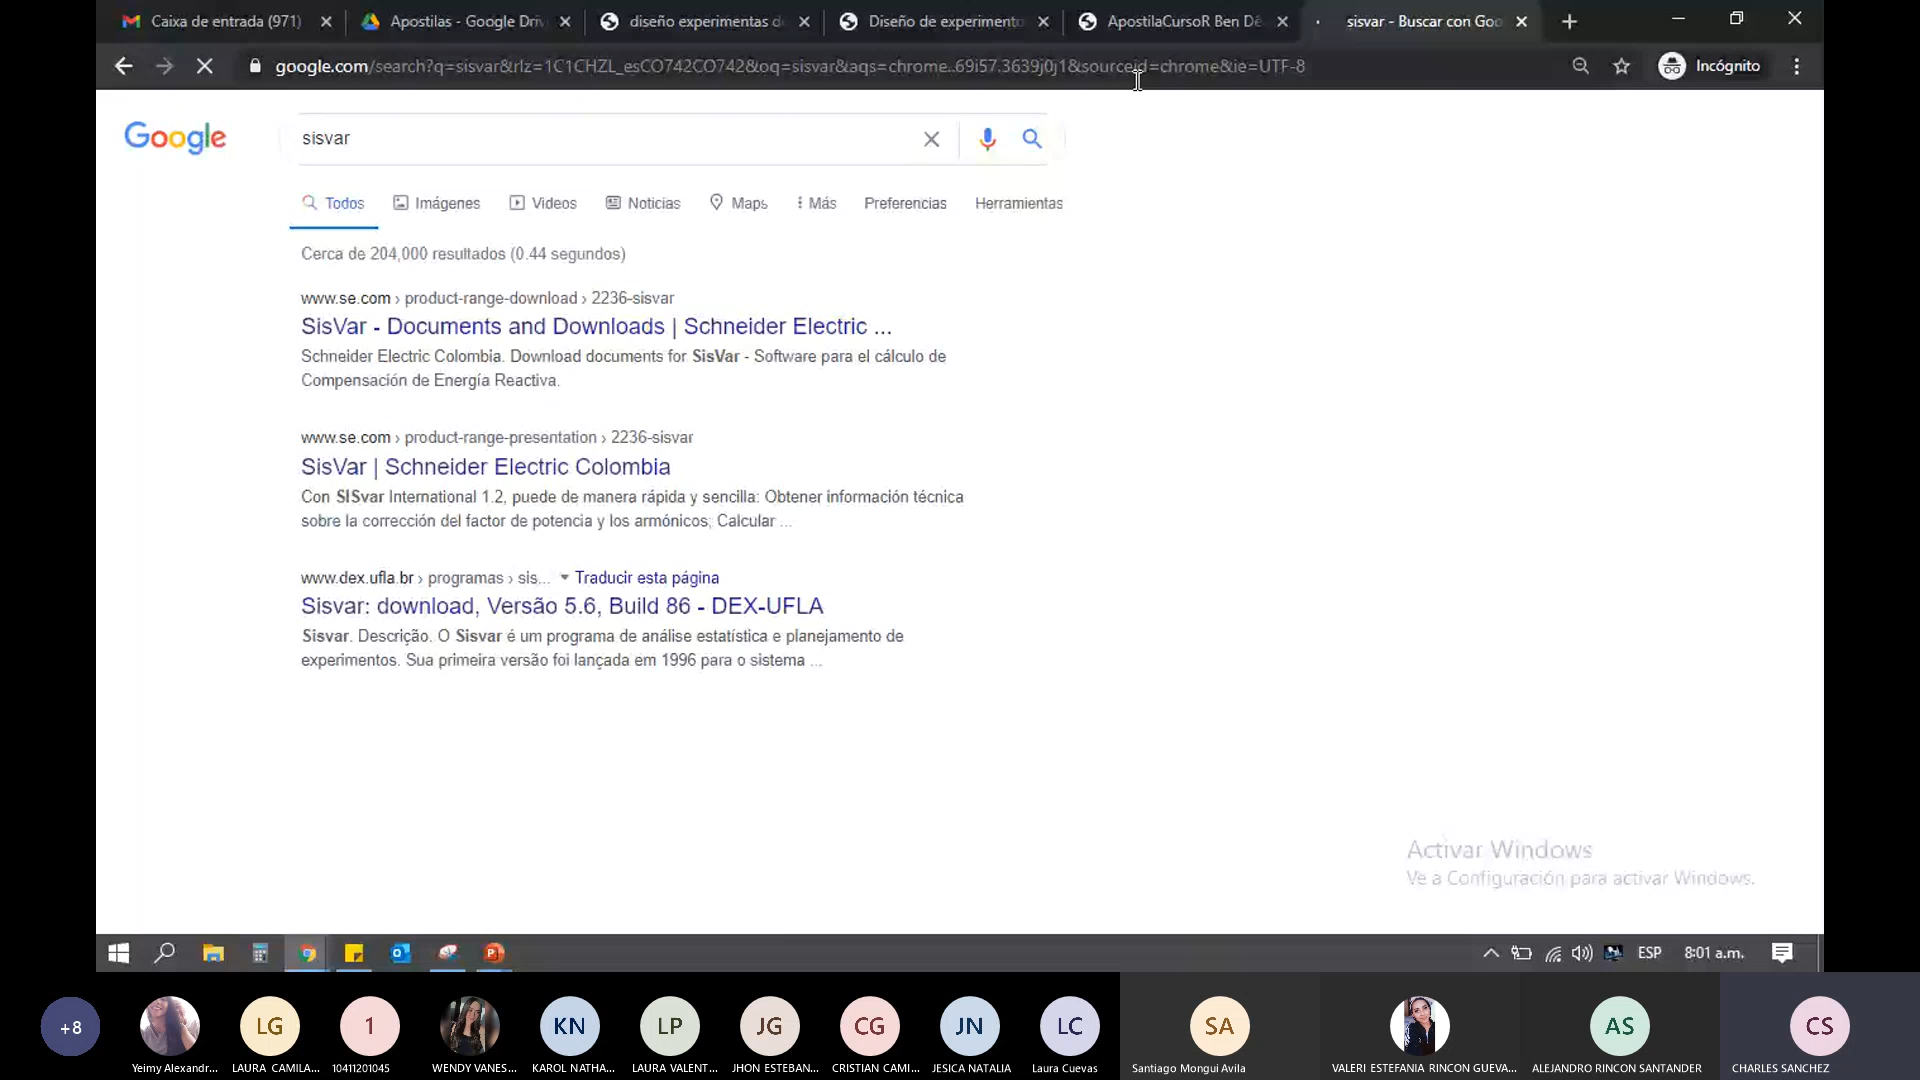 Caixa de entrada (971)
Apostilas - Google Driv
diseño experimentas d
Diseño de experimento
ApostilaCursoR Ben Dê
sisvar - Buscar con Goo
google.com/search?q=sisvar&rlz=1C1CHZL_esCO742CO742&oq=sisvar&aqs=chrome..69i57.3639j0j1&sourceid=chrome&ie=UTF-8
Incógnito
Google
sisvar
Todos Imágenes Videos Noticias Maps Más Preferencias Herramientas
Cerca de 204,000 resultados (0.44 segundos)
www.se.com › product-range-download › 2236-sisvar
SisVar - Documents and Downloads | Schneider Electric ...
Schneider Electric Colombia. Download documents for SisVar - Software para el cálculo de
Compensación de Energía Reactiva.
www.se.com › product-range-presentation › 2236-sisvar
SisVar | Schneider Electric Colombia
Con SISvar International 1.2, puede de manera rápida y sencilla: Obtener información técnica
sobre la corrección del factor de potencia y los armónicos; Calcular ...
www.dex.ufla.br › programas › sis... Traducir esta página
Sisvar: download, Versão 5.6, Build 86 - DEX-UFLA
Sisvar. Descrição. O Sisvar é um programa de análise estatística e planejamento de
experimentos. Sua primeira versão foi lançada em 1996 para o sistema ...
Activar Windows
Ve a Configuración para activar Windows.
ESP 8:01 a.m.
+8 LG 1 KN LP JG CG JN LC SA AS CS
Yeimy Alexandr... LAURA CAMILA... 10411201045 WENDY VANES... KAROL NATHA... LAURA VALENT... JHON ESTEBAN... CRISTIAN CAMI... JESICA NATALIA Laura Cuevas Santiago Mongui Avila VALERI ESTEFANIA RINCON GUEVA... ALEJANDRO RINCON SANTANDER CHARLES SANCHEZ